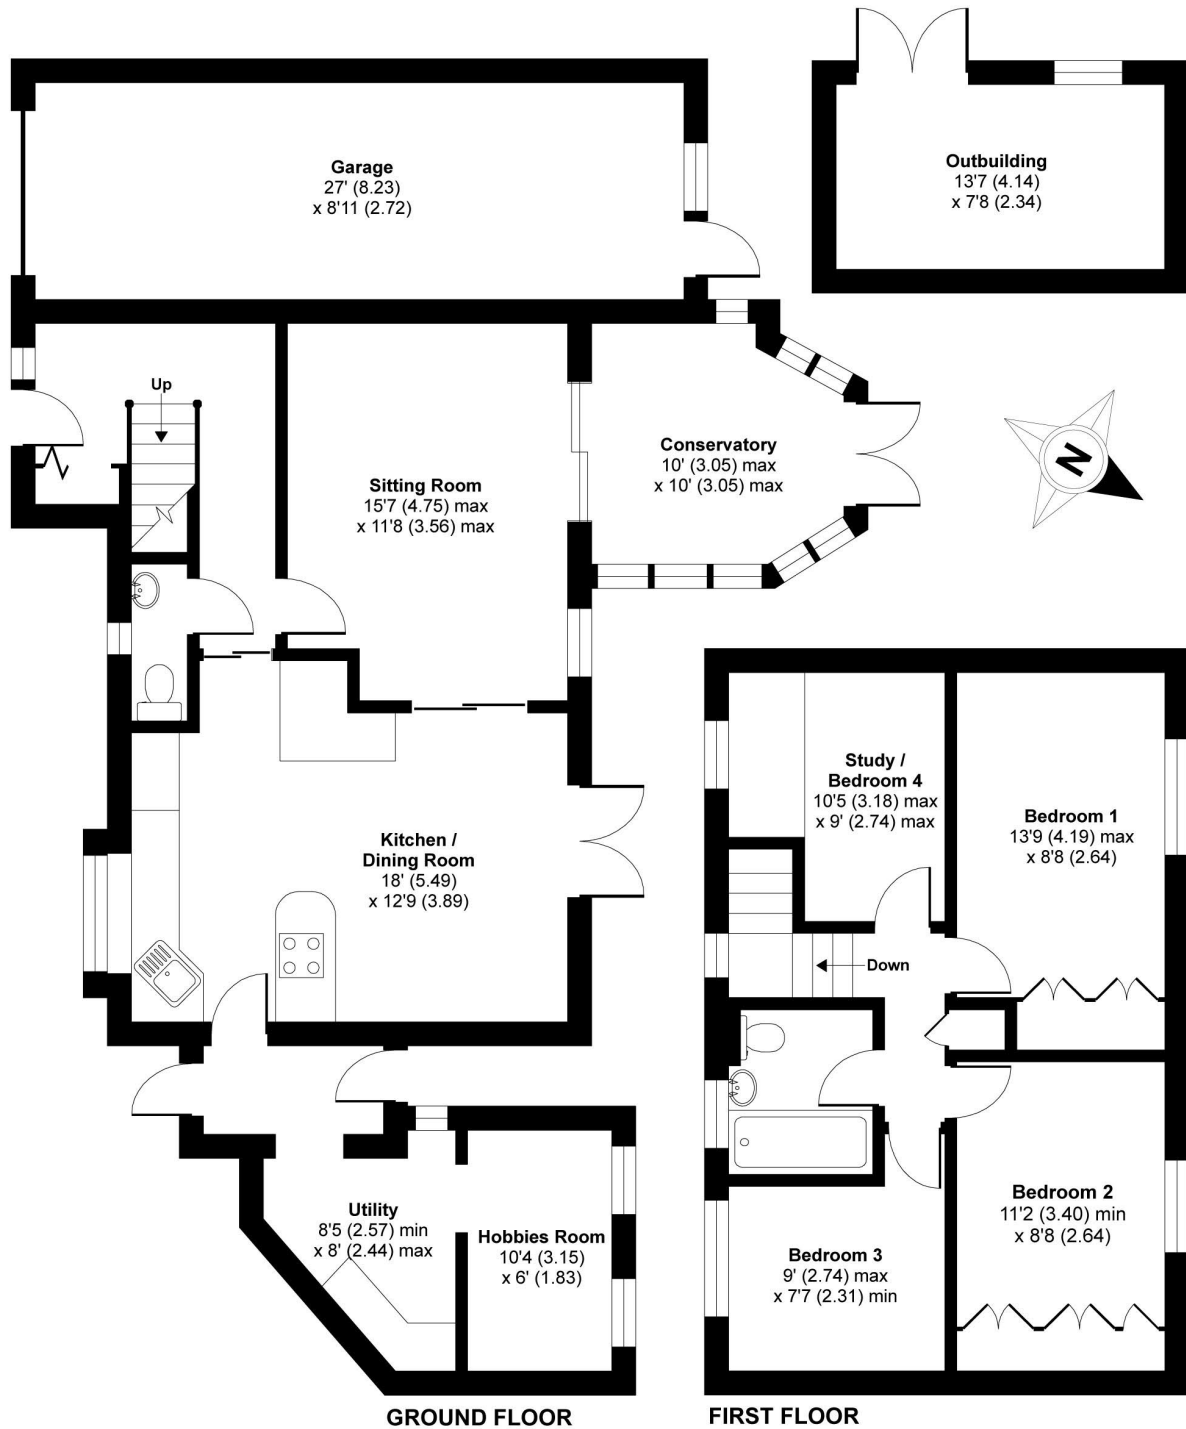 Garage
27' (8.23)
x 8'11 (2.72)
Outbuilding
13'7 (4.14)
x 7'8 (2.34)
Up
Sitting Room
15'7 (4.75) max
x 11'8 (3.56) max
Conservatory
10' (3.05) max
x 10' (3.05) max
N
Kitchen /
Dining Room
18' (5.49)
x 12'9 (3.89)
Utility
8'5 (2.57) min
x 8' (2.44) max
Hobbies Room
10'4 (3.15)
x 6' (1.83)
GROUND FLOOR
Study /
Bedroom 4
10'5 (3.18) max
x 9' (2.74) max
Bedroom 1
13'9 (4.19) max
x 8'8 (2.64)
Down
Bedroom 2
11'2 (3.40) min
x 8'8 (2.64)
Bedroom 3
9' (2.74) max
x 7'7 (2.31) min
FIRST FLOOR